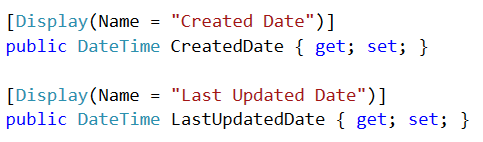 [Display(Name = "Created Date")]
public DateTime CreatedDate { get; set; }
[Display(Name = "Last Updated Date")]
public DateTime LastUpdatedDate { get; set; }